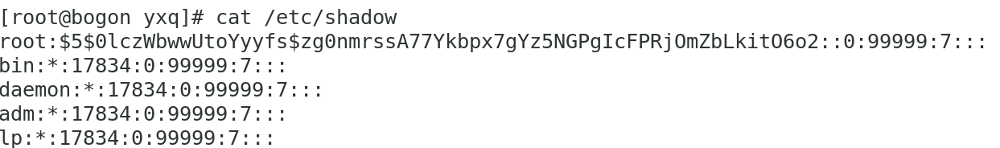 [root@bogon yxq]# cat /etc/shadow
root:$5$0lczWbwwUtoYyyfs$zg0nmrssA77Ykbpx7gYz5NGPgIcFPRjOmZbLkitO6o2::0:99999:7:::
bin:*:17834:0:99999:7:::
daemon:*:17834:0:99999:7:::
adm:*:17834:0:99999:7:::
lp:*:17834:0:99999:7:::